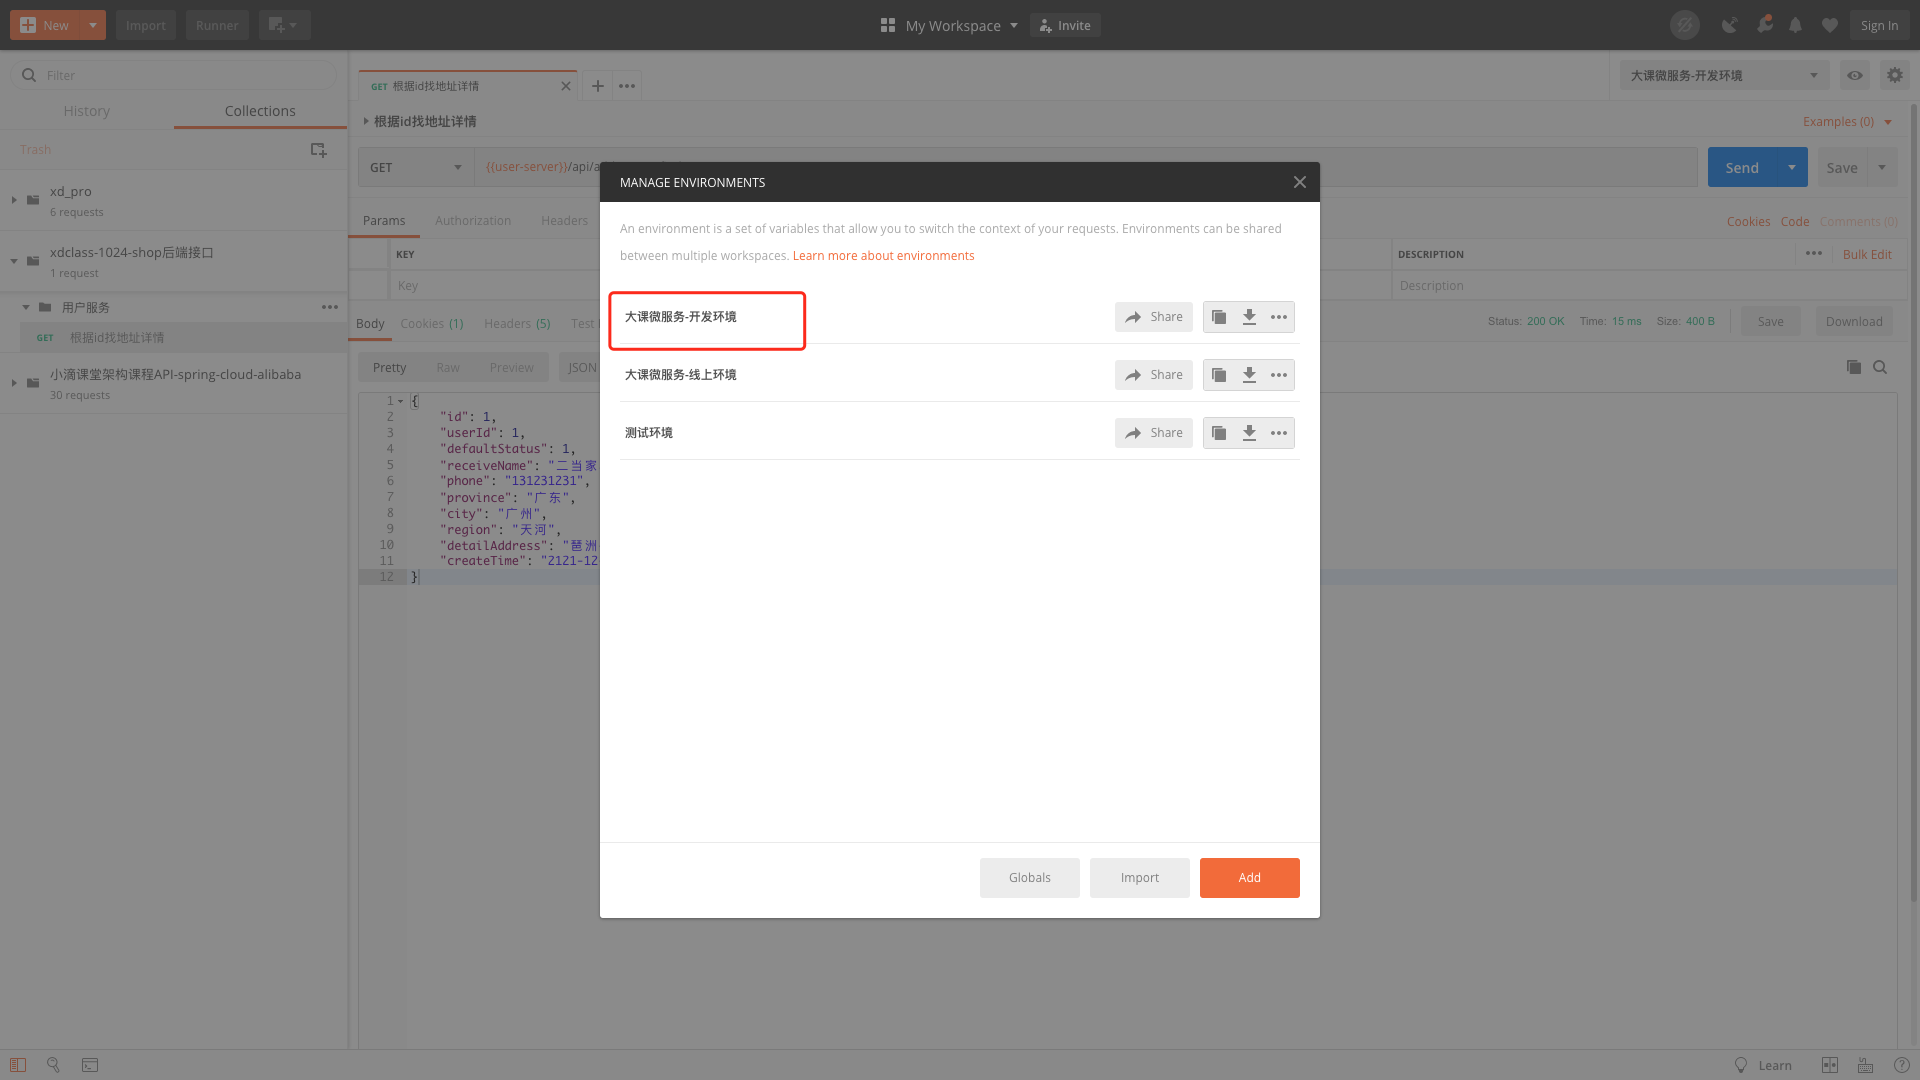 New
Import
Runner
My Workspace
Invite
Sign In
Filter
History
Collections
Trash
xd_pro
6 requests
xdclass-1024-shop后端接口
1 request
用户服务
GET 根据id找地址详情
小滴课堂架构课程API-spring-cloud-alibaba
30 requests
GET 根据id找地址详情
大课微服务-开发环境
根据id找地址详情
Examples (0)
GET
{{user-server}}/api/a
Send
Save
Params
Authorization
Headers
Cookies
Code
Comments (0)
KEY
DESCRIPTION
Bulk Edit
Key
Description
Body
Cookies (1)
Headers (5)
Test
Status: 200 OK
Time: 15 ms
Size: 400 B
Save
Download
Pretty
Raw
Preview
JSON
1 {
2 "id": 1,
3 "userId": 1,
4 "defaultStatus": 1,
5 "receiveName": "二当家
6 "phone": "131231231",
7 "province": "广东",
8 "city": "广州",
9 "region": "天河",
10 "detailAddress": "琶洲
11 "createTime": "2121-12
12 }
MANAGE ENVIRONMENTS
An environment is a set of variables that allow you to switch the context of your requests. Environments can be shared
between multiple workspaces. Learn more about environments
大课微服务-开发环境
Share
大课微服务-线上环境
Share
测试环境
Share
Globals
Import
Add
Learn